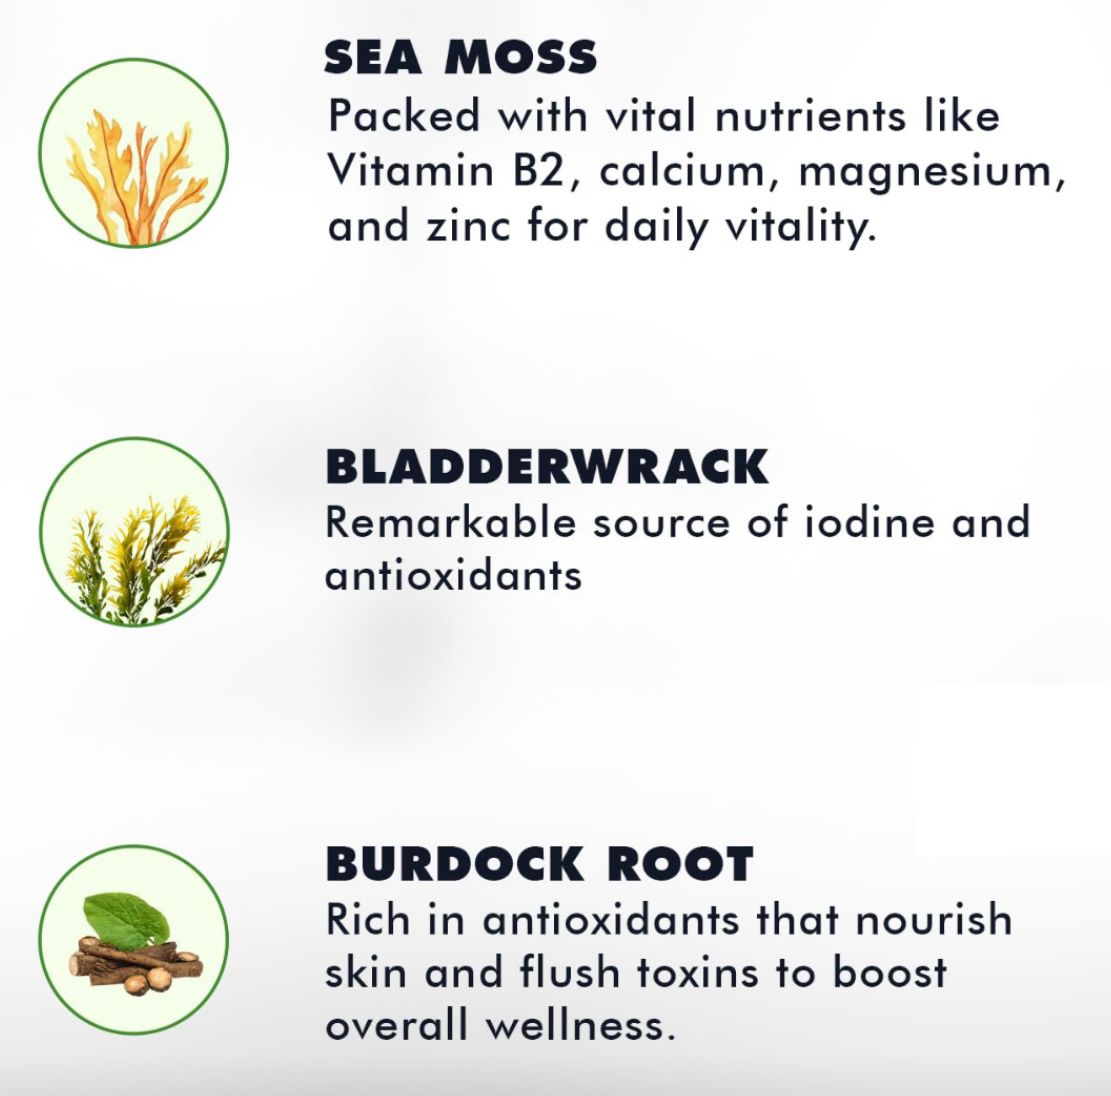 SEA MOSS
Packed with vital nutrients like
Vitamin B2, calcium, magnesium,
and zinc for daily vitality.
BLADDERWRACK
Remarkable source of iodine and
antioxidants
BURDOCK ROOT
Rich in antioxidants that nourish
skin and flush toxins to boost
overall wellness.